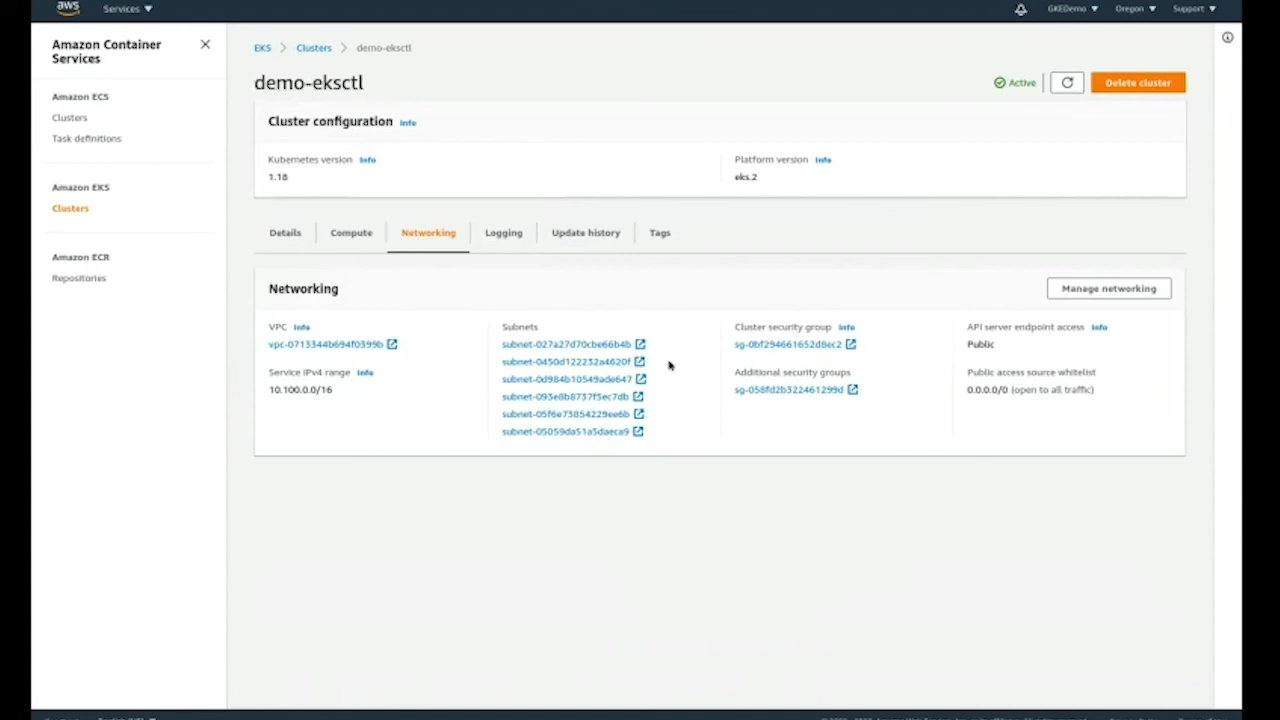 aws
Services
GKEDemo
Oregon
Support
Amazon Container
Services
Amazon ECS
Clusters
Task definitions
Amazon EKS
Clusters
Amazon ECR
Repositories
EKS
Clusters
demo-eksctl
demo-eksctl
Active
Delete cluster
Cluster configuration Info
Kubernetes version Info
1.18
Platform version Info
eks.2
Details
Compute
Networking
Logging
Update history
Tags
Networking
Manage networking
VPC Info
vpc-0713344b694f0399b
Service IPv4 range Info
10.100.0.0/16
Subnets
subnet-027a27d70cbe66b4b
subnet-0450d122232a4620f
subnet-0d984b10549ade647
subnet-093e8b8737f5ec7db
subnet-05f6e73854229ee6b
subnet-05059da51a5daeca9
Cluster security group Info
sg-0bf294661652d8ec2
Additional security groups
sg-058fd2b322461299d
API server endpoint access Info
Public
Public access source whitelist
0.0.0.0/0 (open to all traffic)